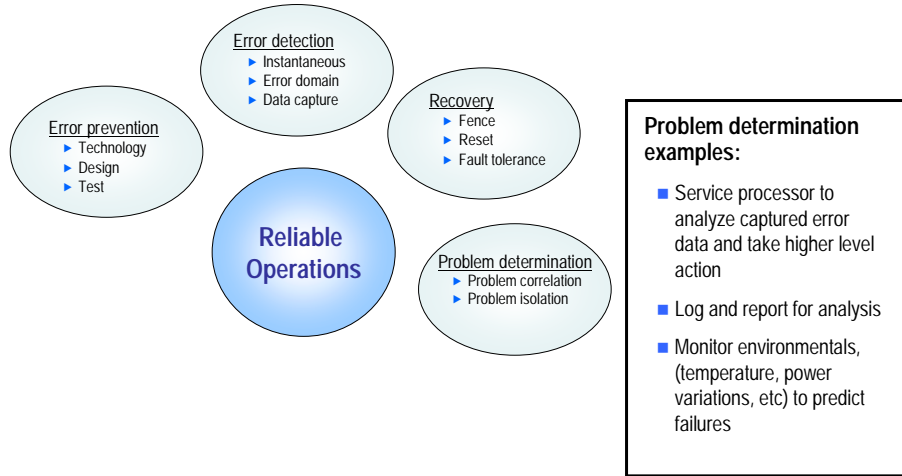 Error detection
► Instantaneous
► Error domain
► Data capture
Error prevention
► Technology
► Design
► Test
Recovery
► Fence
► Reset
► Fault tolerance
Reliable
Operations
Problem determination
► Problem correlation
► Problem isolation
Problem determination
examples:
■ Service processor to
analyze captured error
data and take higher level
action
■ Log and report for analysis
■ Monitor environmentals,
(temperature, power
variations, etc) to predict
failures